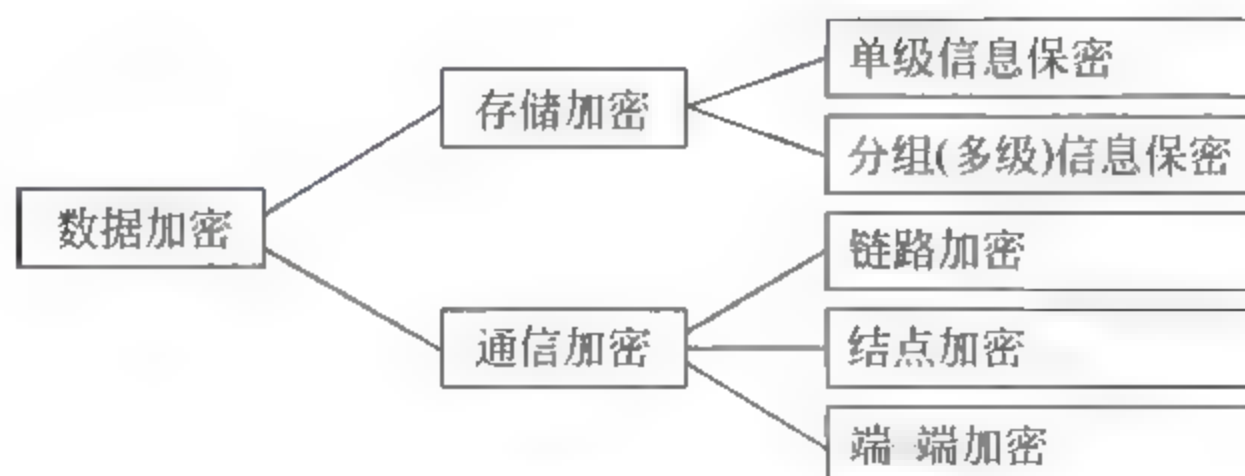 单级信息保密
存储加密
分组(多级)信息保密
数据加密
链路加密
通信加密
结点加密
端 端加密